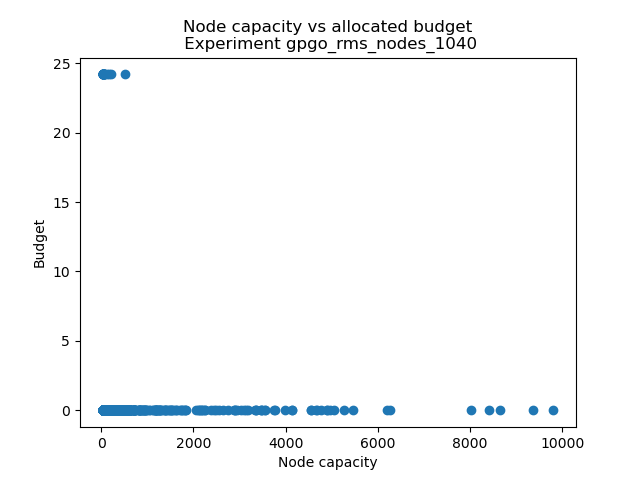 Node capacity vs allocated budget
Experiment gpgo_rms_nodes_1040
25
20
15
10
5
0
Budget
0 2000 4000 6000 8000 10000
Node capacity